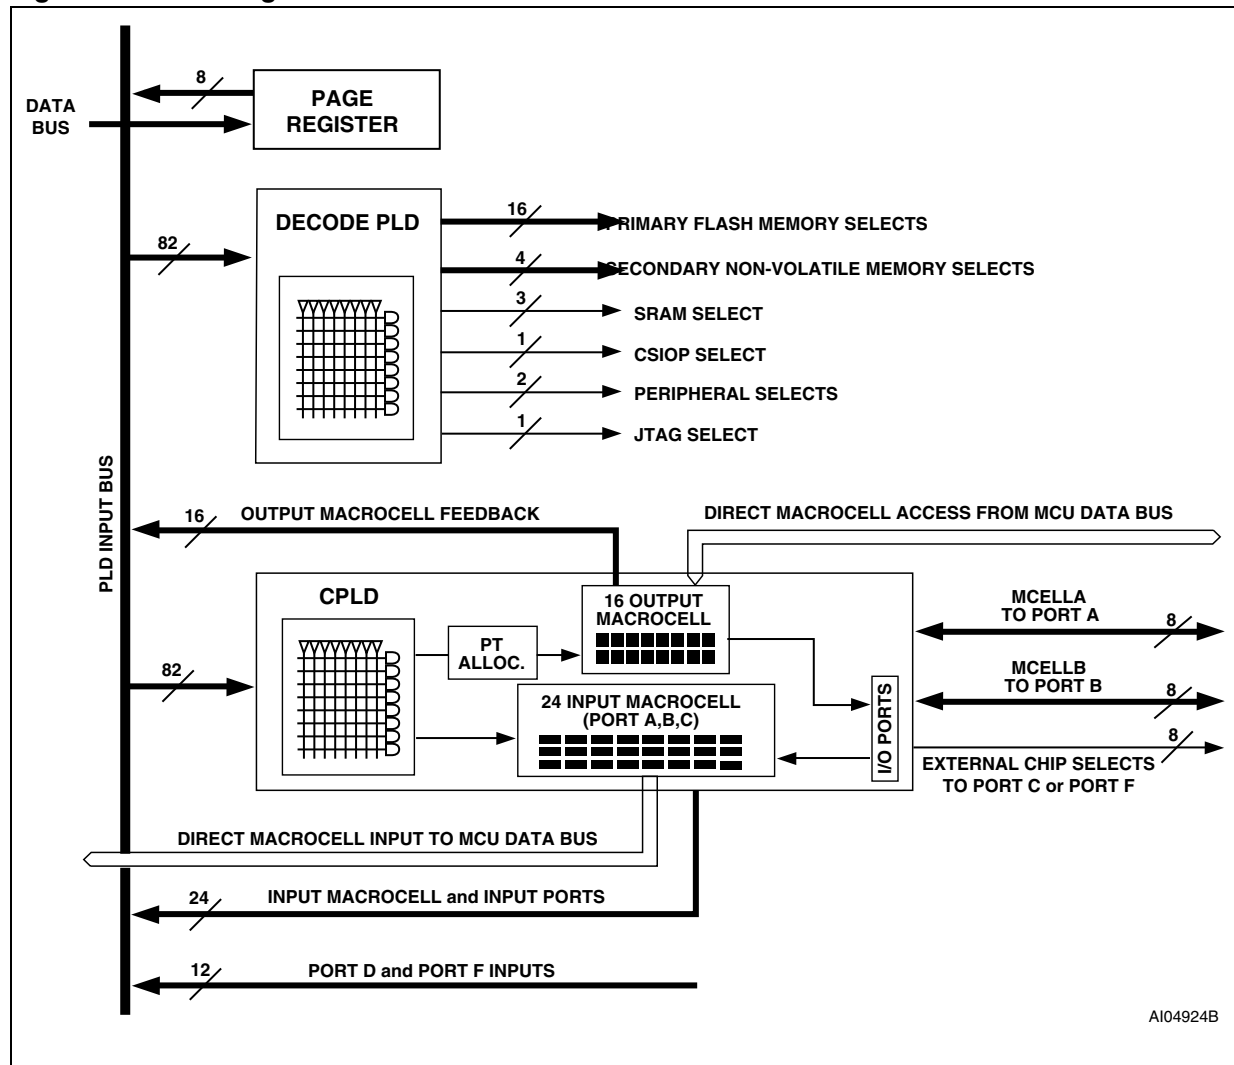 8
PAGE
REGISTER
DATA
BUS
DECODE PLD
82
16
PRIMARY FLASH MEMORY SELECTS
4
SECONDARY NON-VOLATILE MEMORY SELECTS
3
SRAM SELECT
1
CSIOP SELECT
2
PERIPHERAL SELECTS
1
JTAG SELECT
PLD INPUT BUS
16
OUTPUT MACROCELL FEEDBACK
DIRECT MACROCELL ACCESS FROM MCU DATA BUS
CPLD
82
PT
ALLOC.
16 OUTPUT
MACROCELL
24 INPUT MACROCELL
(PORT A,B,C)
I/O PORTS
MCELLA
TO PORT A
8
MCELLB
TO PORT B
8
8
EXTERNAL CHIP SELECTS
TO PORT C or PORT F
DIRECT MACROCELL INPUT TO MCU DATA BUS
24
INPUT MACROCELL and INPUT PORTS
12
PORT D and PORT F INPUTS
AI04924B